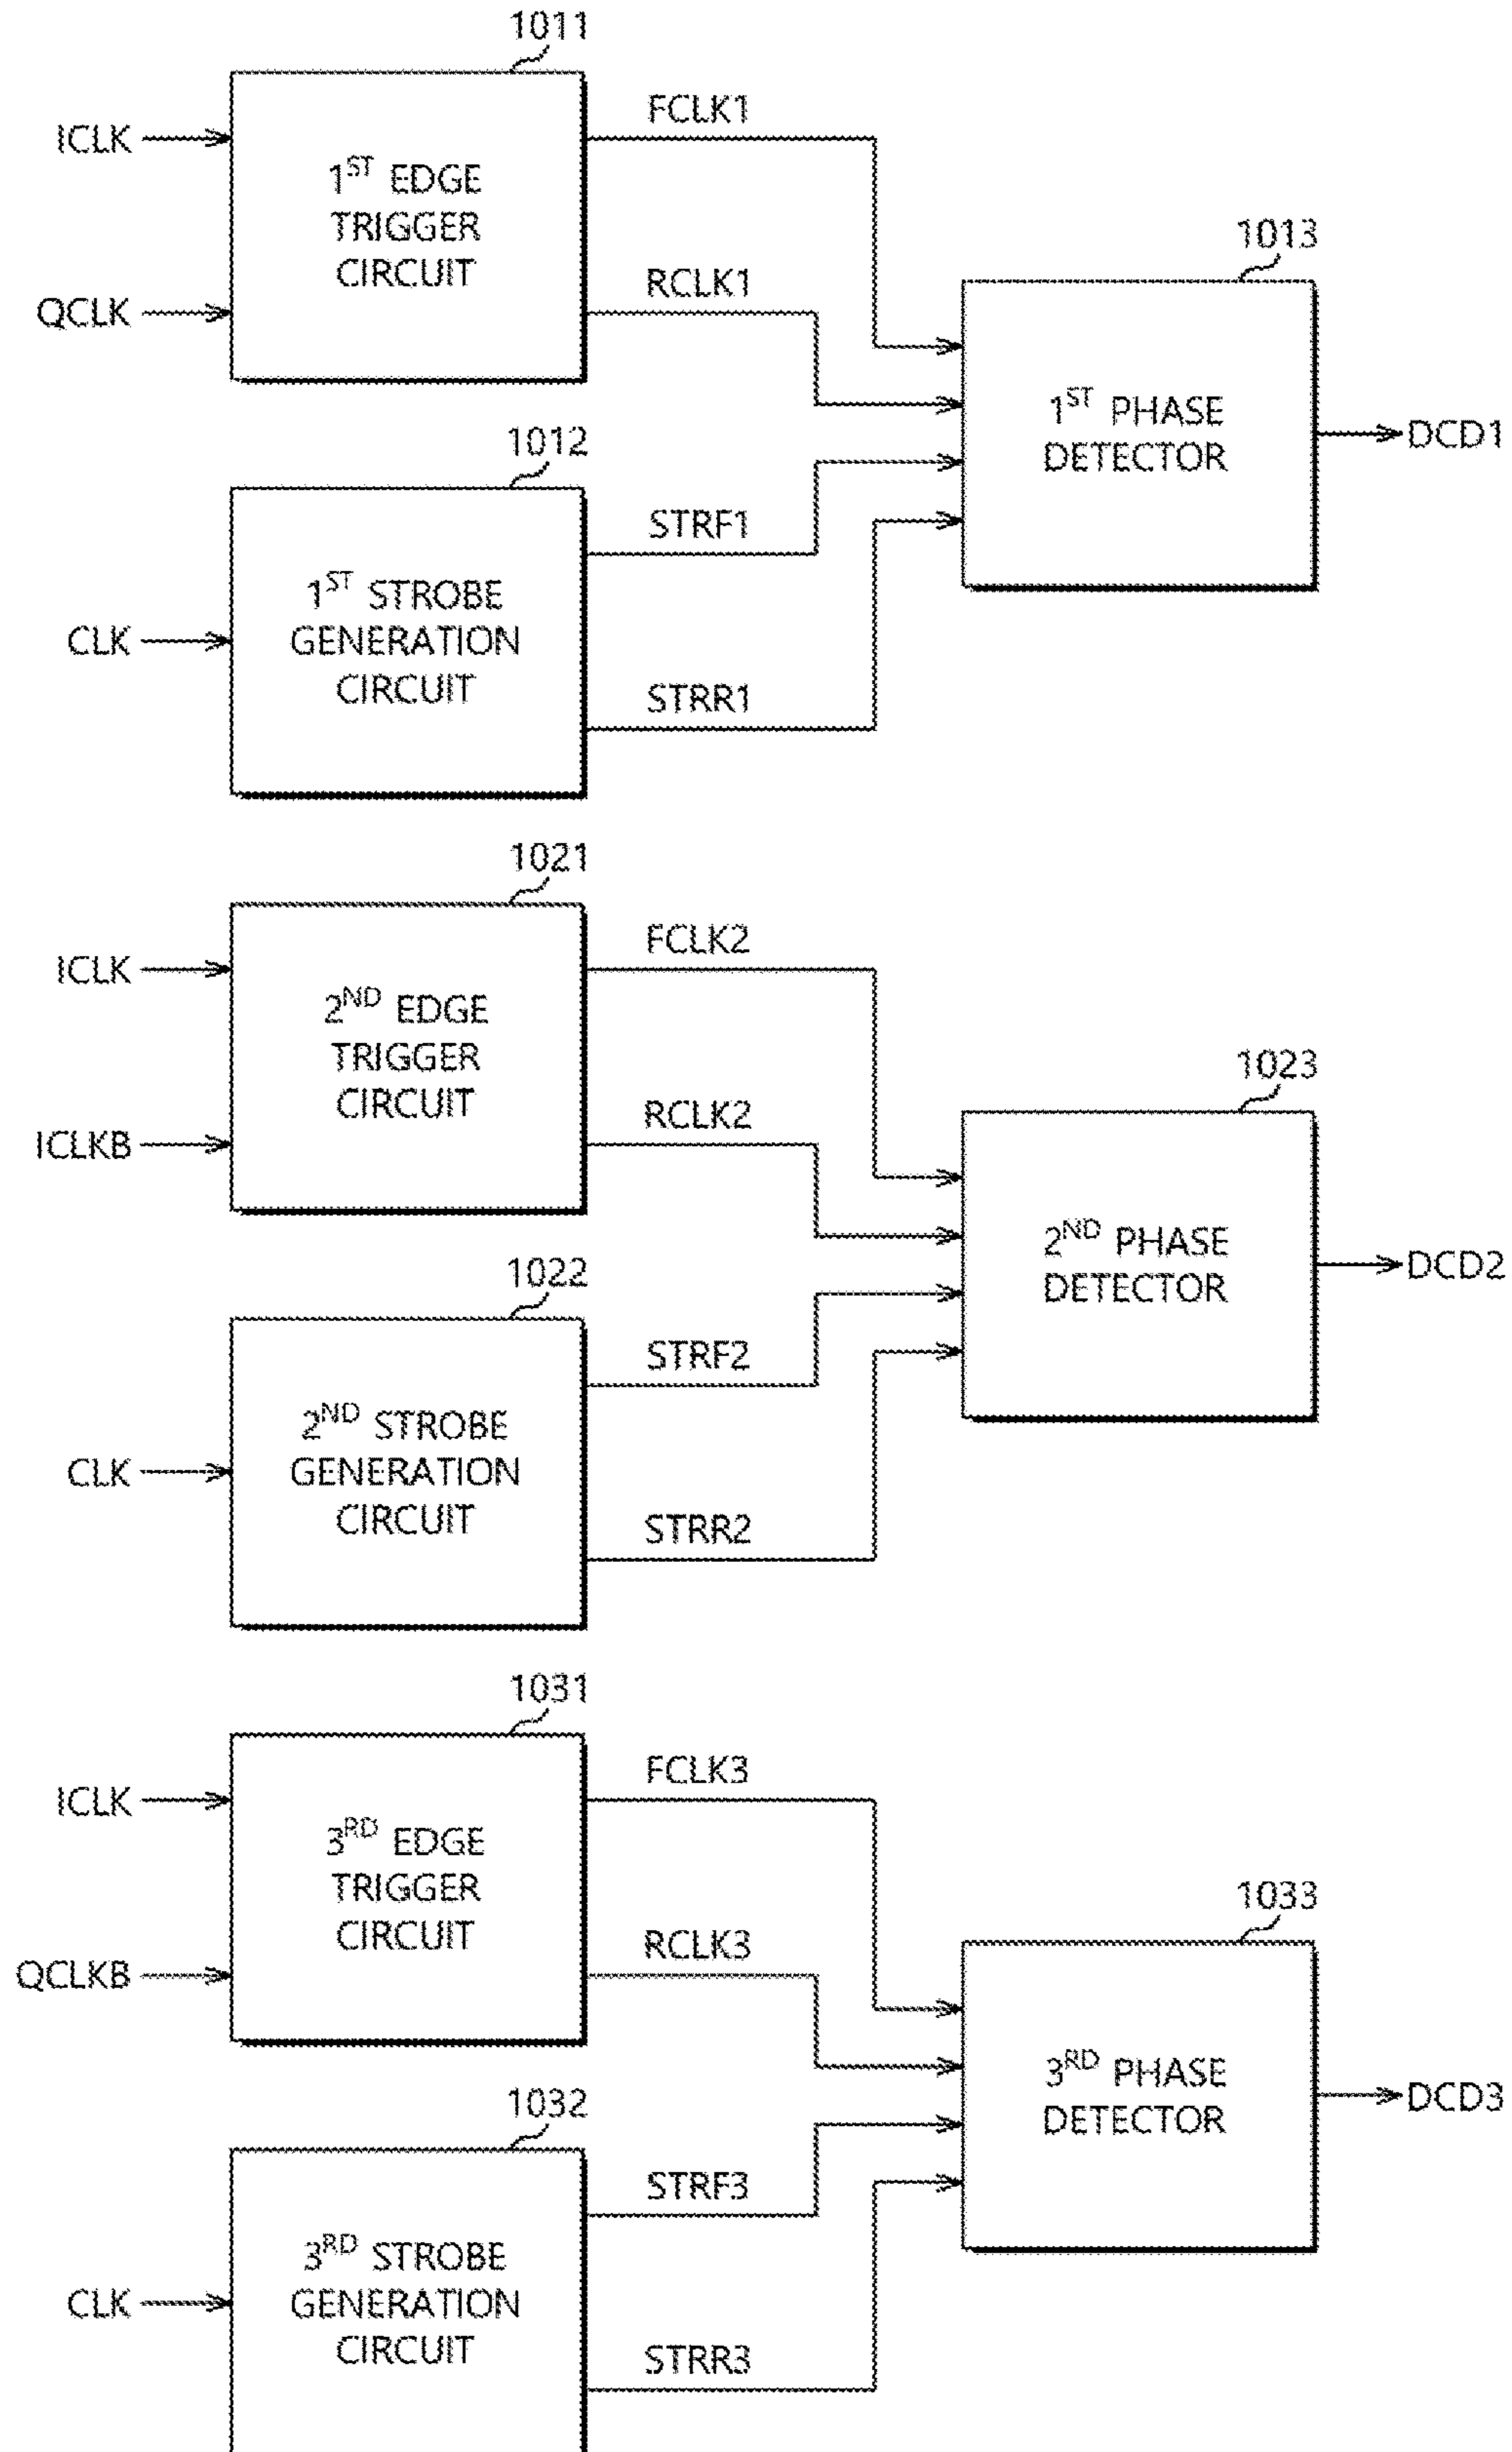 1011
ICLK
QCLK
1ST EDGE
TRIGGER
CIRCUIT
FCLK1
RCLK1
1012
CLK
1ST STROBE
GENERATION
CIRCUIT
STRF1
STRR1
1013
1ST PHASE
DETECTOR
DCD1
1021
ICLK
ICLKB
2ND EDGE
TRIGGER
CIRCUIT
FCLK2
RCLK2
1022
CLK
2ND STROBE
GENERATION
CIRCUIT
STRF2
STRR2
1023
2ND PHASE
DETECTOR
DCD2
1031
ICLK
QCLKB
3RD EDGE
TRIGGER
CIRCUIT
FCLK3
RCLK3
1032
CLK
3RD STROBE
GENERATION
CIRCUIT
STRF3
STRR3
1033
3RD PHASE
DETECTOR
DCD3